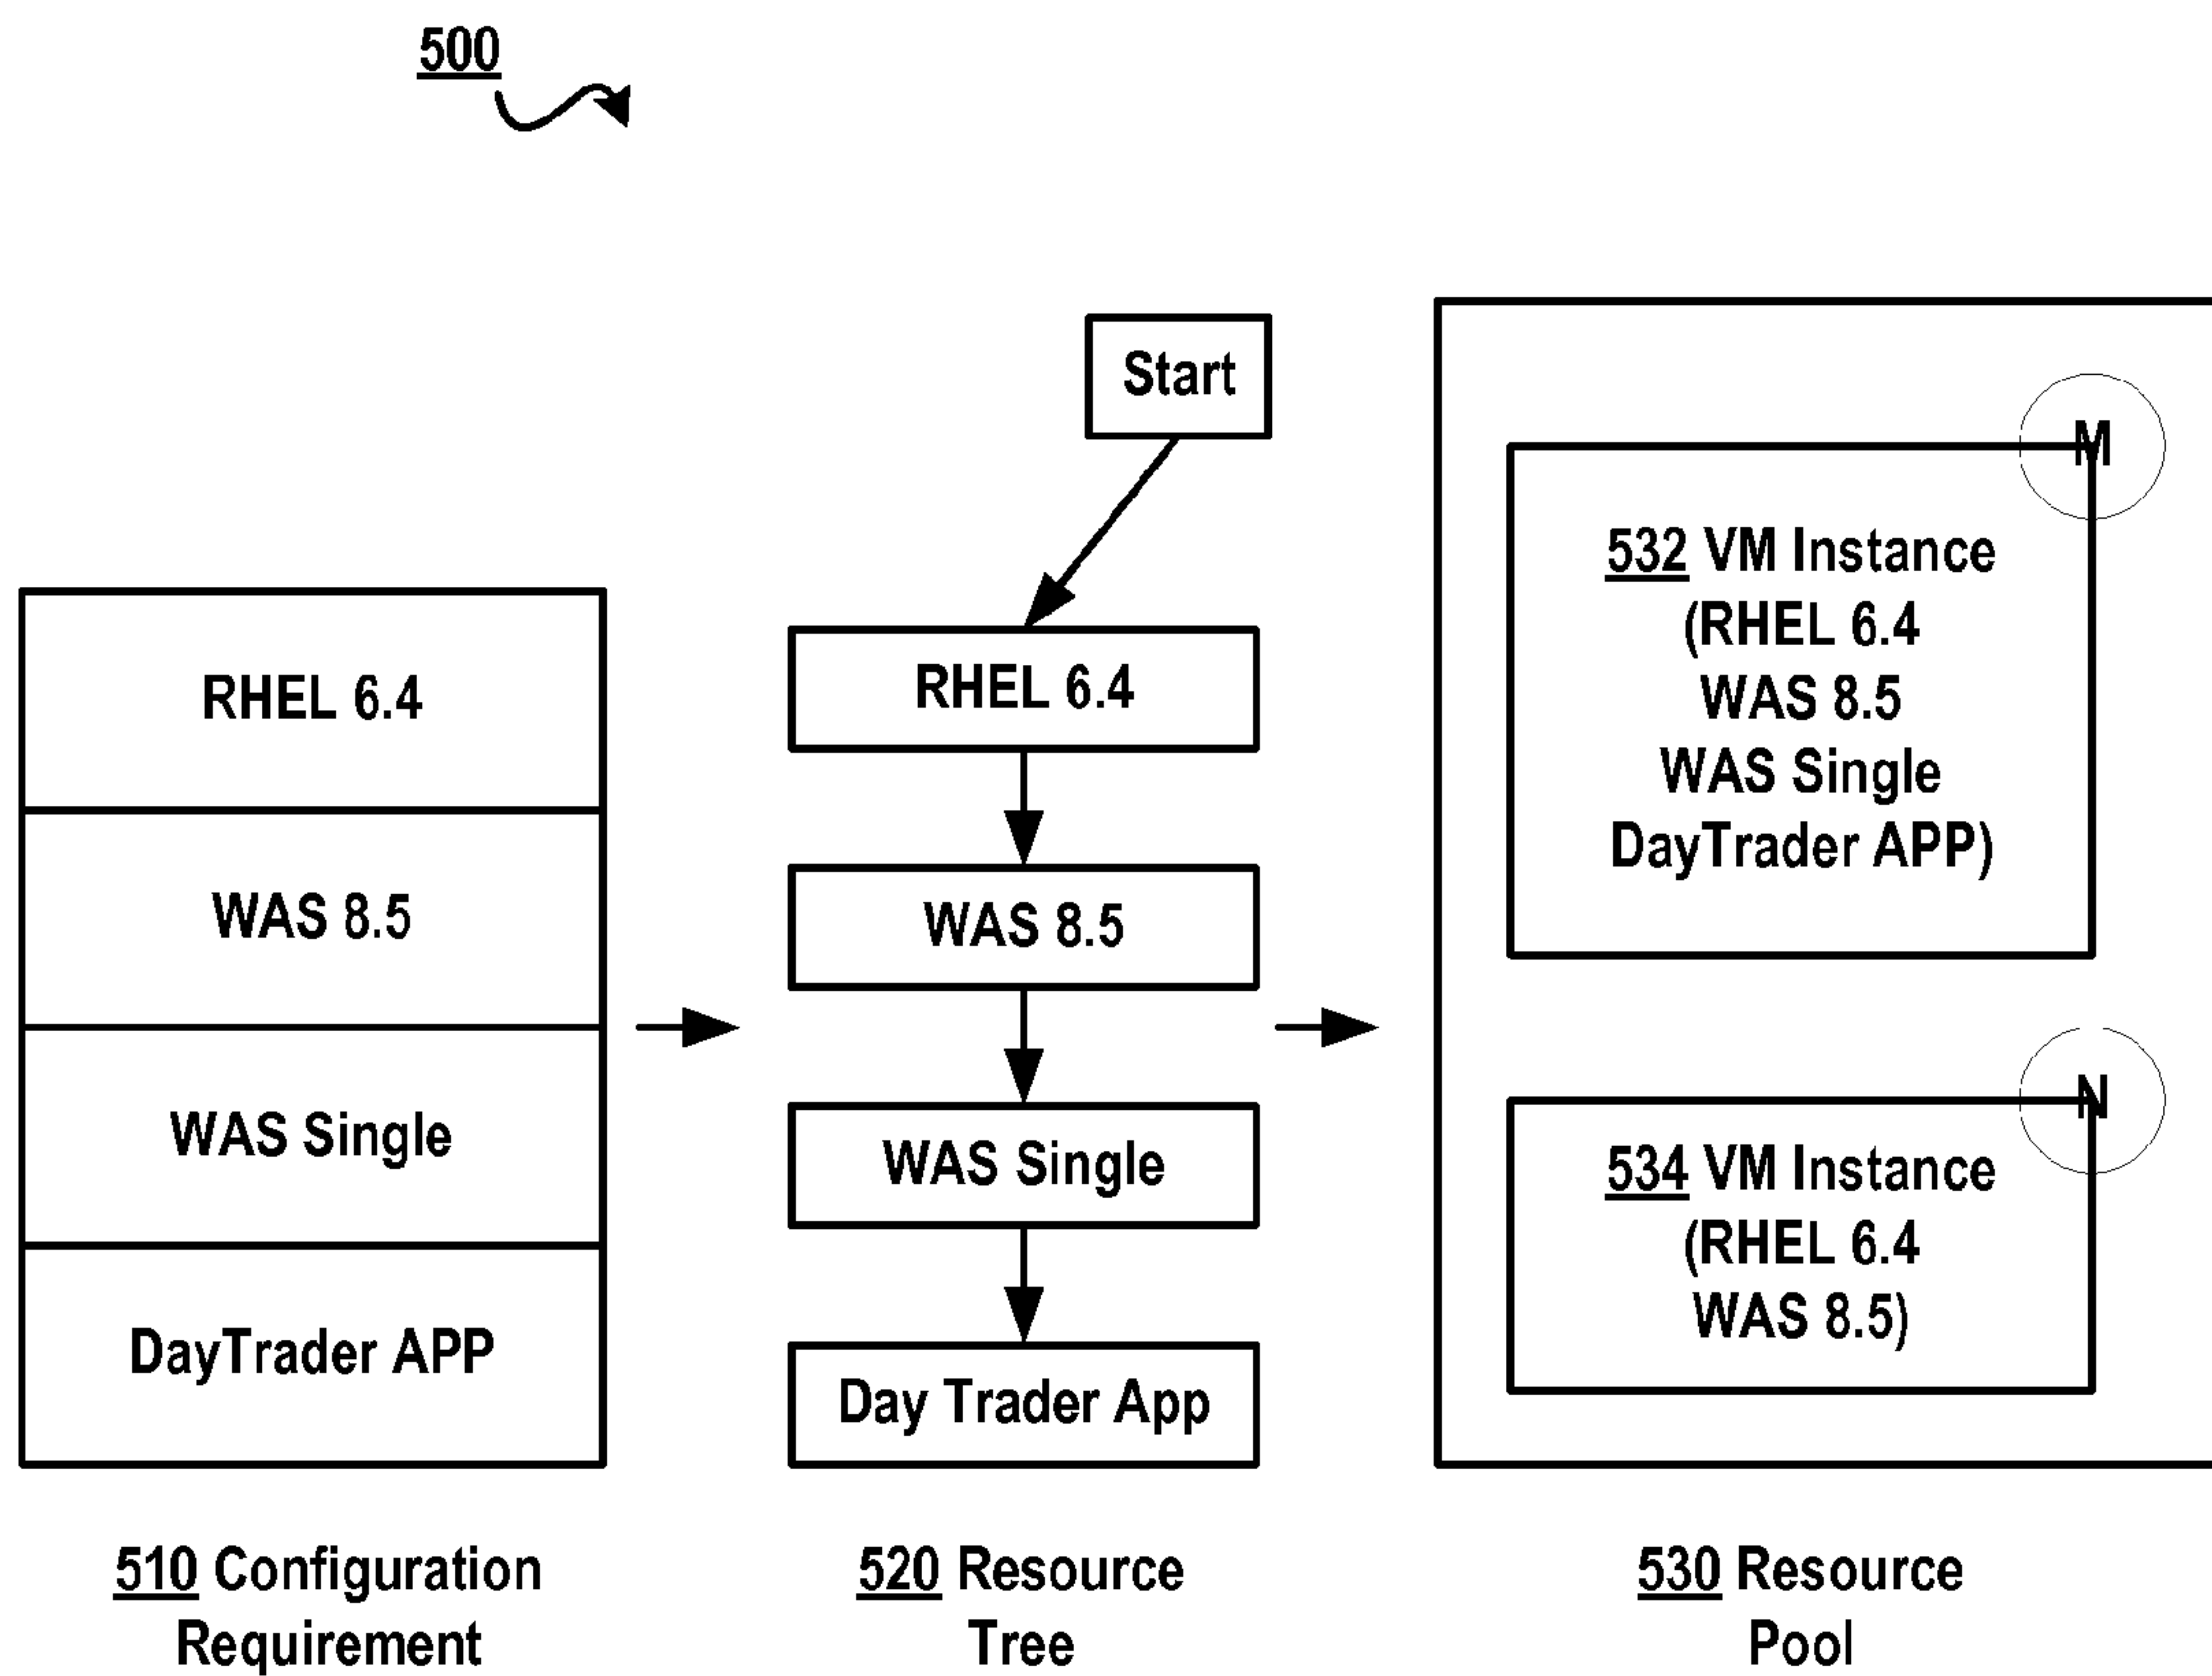 500
RHEL 6.4
WAS 8.5
WAS Single
DayTrader APP
510 Configuration
Requirement
Start
RHEL 6.4
WAS 8.5
WAS Single
Day Trader App
520 Resource
Tree
M
532 VM Instance
(RHEL 6.4
WAS 8.5
WAS Single
DayTrader APP)
N
534 VM Instance
(RHEL 6.4
WAS 8.5)
530 Resource
Pool